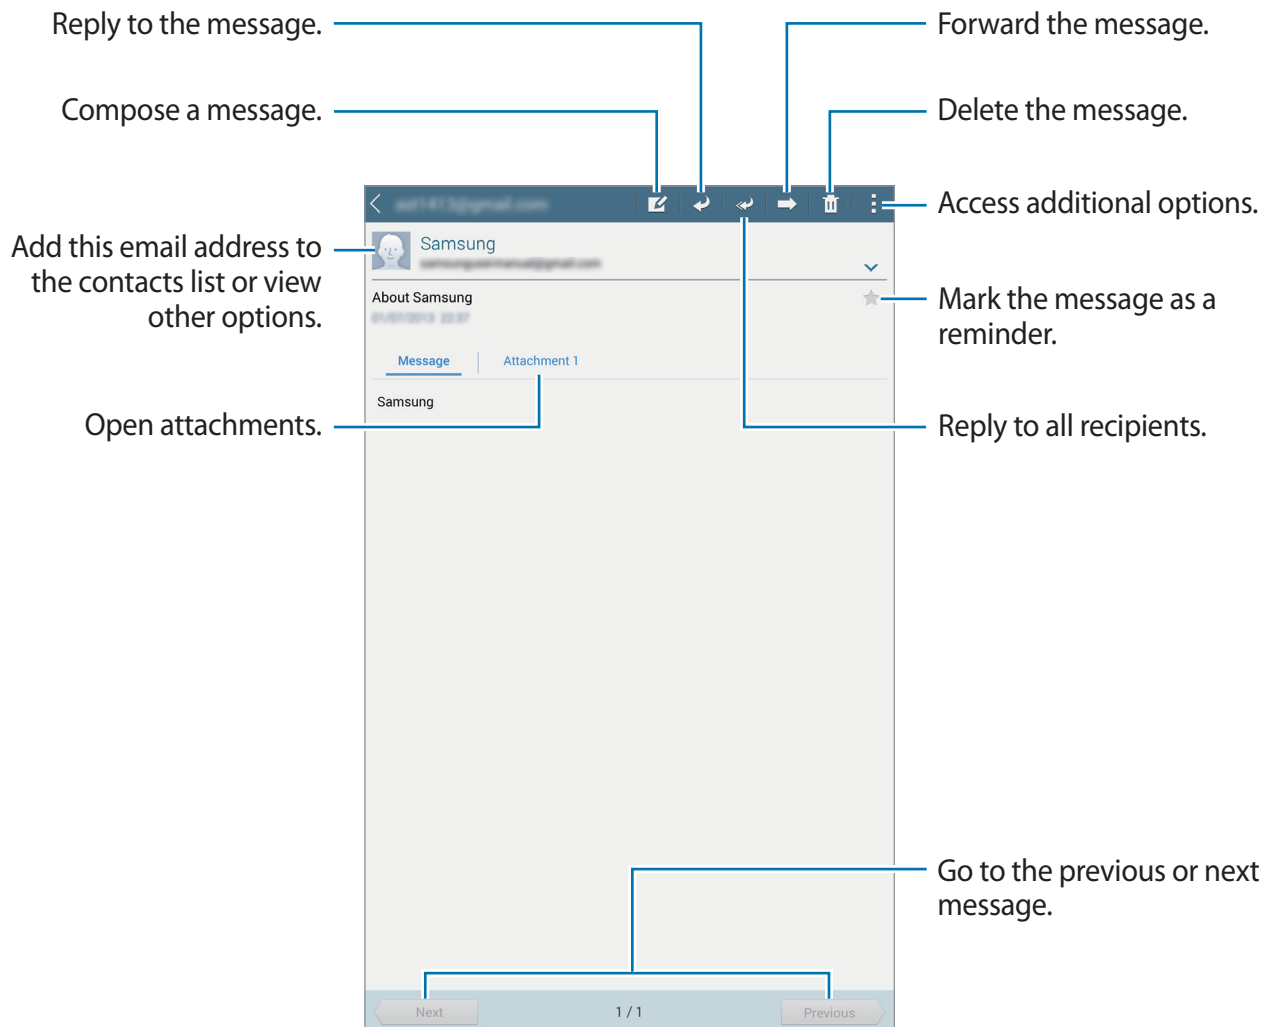 Reply to the message.
Forward the message.
Compose a message.
Delete the message.
Access additional options.
Add this email address to
the contacts list or view
other options.
Samsung
About Samsung
Mark the message as a
reminder.
Message
Attachment 1
Samsung
Open attachments.
Reply to all recipients.
Go to the previous or next
message.
Next
1 / 1
Previous